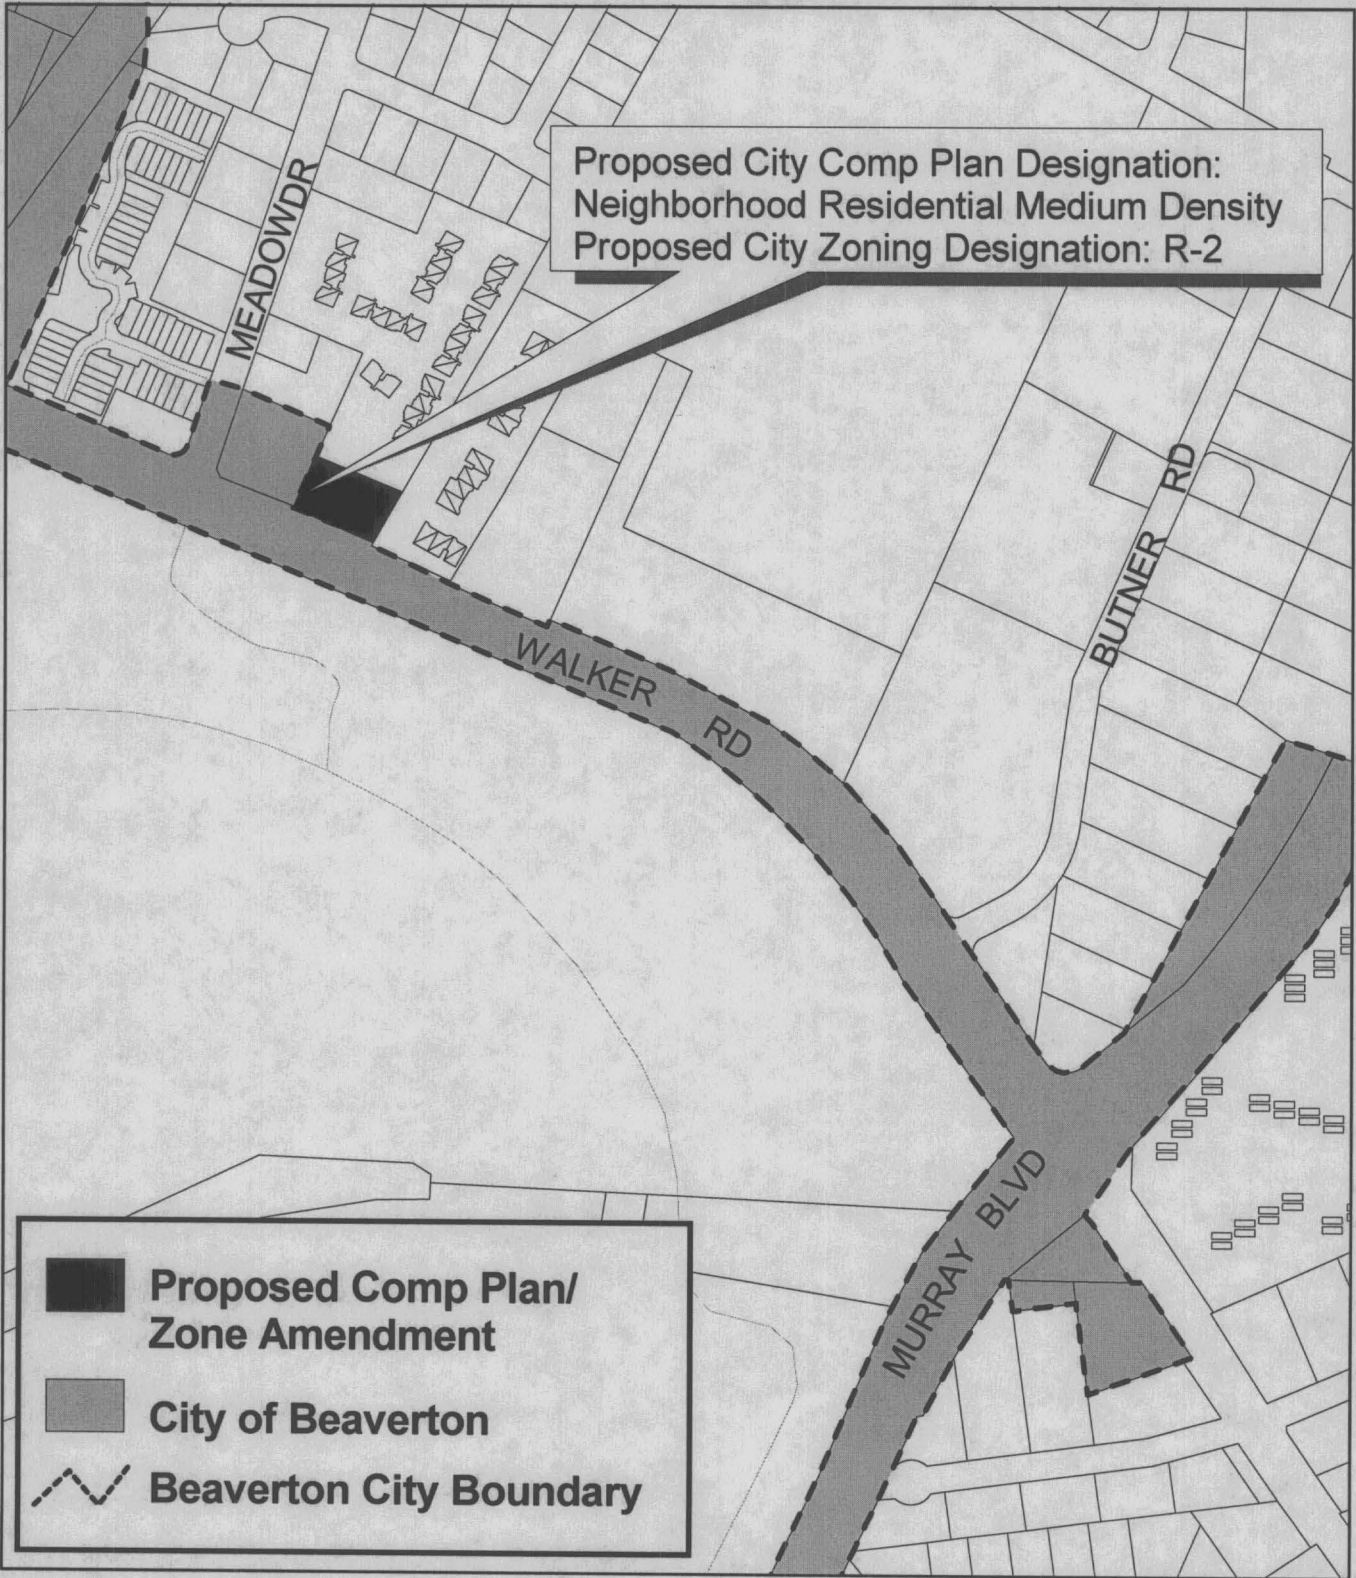 Proposed City Comp Plan Designation:
Neighborhood Residential Medium Density
Proposed City Zoning Designation: R-2
MEADOWDR
BUTNER RD
WALKER RD
MURRAY BLVD
Proposed Comp Plan/
Zone Amendment
City of Beaverton
Beaverton City Boundary